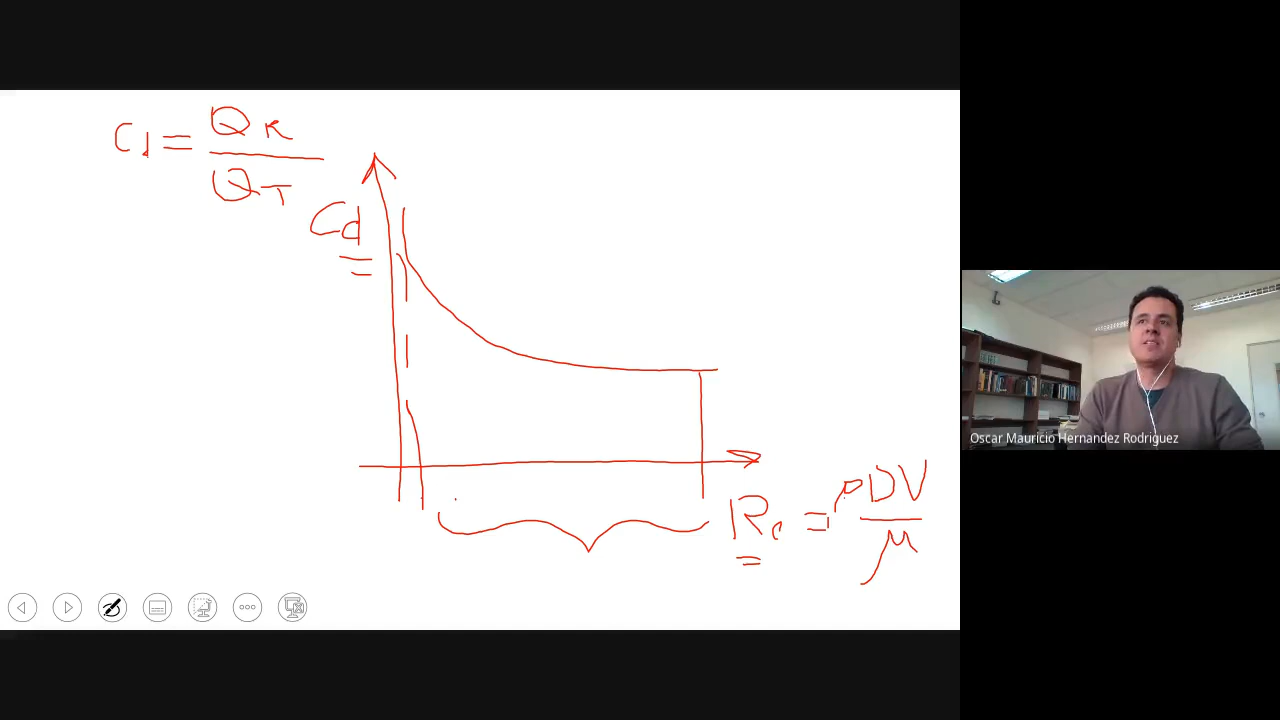 Cd = QR / QT
Cd
Re = ρDV / μ
Oscar Mauricio Hernandez Rodriguez